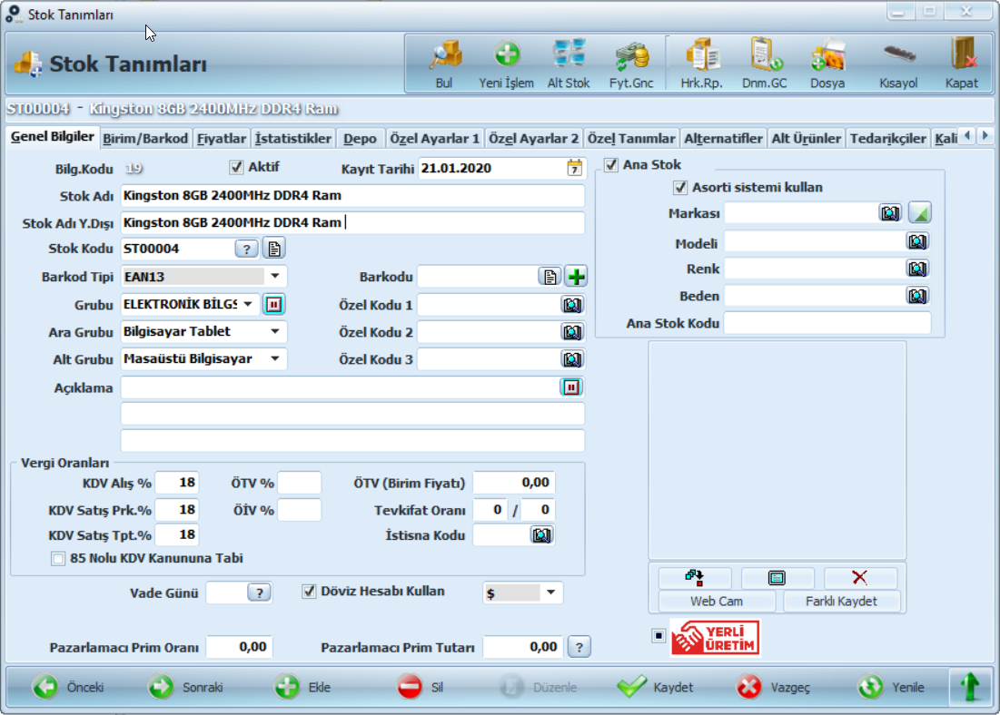 Stok Tanımları
Stok Tanımları
Bul Yeni İşlem Alt Stok Fyt.Gnc Hrk.Rp. Dnm.GC Dosya Kısayol Kapat
ST00004 - Kingston 8GB 2400MHz DDR4 Ram
Genel Bilgiler Birim/Barkod Fiyatlar İstatistikler Depo Özel Ayarlar 1 Özel Ayarlar 2 Özel Tanımlar Alternatifler Alt Ürünler Tedarikçiler Kali
Bilg.Kodu 19 Aktif Kayıt Tarihi 21.01.2020 7 Ana Stok
Stok Adı Kingston 8GB 2400MHz DDR4 Ram Asorti sistemi kullan
Stok Adı Y.Dışı Kingston 8GB 2400MHz DDR4 Ram Markası
Stok Kodu ST00004 ? Modeli
Barkod Tipi EAN13 Barkodu Renk
Grubu ELEKTRONİK BİLGS Özel Kodu 1 Beden
Ara Grubu Bilgisayar Tablet Özel Kodu 2 Ana Stok Kodu
Alt Grubu Masaüstü Bilgisayar Özel Kodu 3
Açıklama
Vergi Oranları
KDV Alış % 18 ÖTV % ÖTV (Birim Fiyatı) 0,00
KDV Satış Prk.% 18 ÖİV % Tevkifat Oranı 0 / 0
KDV Satış Tpt.% 18 İstisna Kodu
85 Nolu KDV Kanununa Tabi
Vade Günü ? Döviz Hesabı Kullan $
Web Cam Farklı Kaydet
YERLİ
ÜRETİM
Pazarlamacı Prim Oranı 0,00 Pazarlamacı Prim Tutarı 0,00 ?
Önceki Sonraki Ekle Sil Düzenle Kaydet Vazgeç Yenile